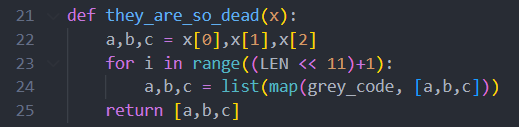 21 def they_are_so_dead(x):
22     a,b,c = x[0],x[1],x[2]
23     for i in range((LEN << 11)+1):
24         a,b,c = list(map(grey_code, [a,b,c]))
25     return [a,b,c]